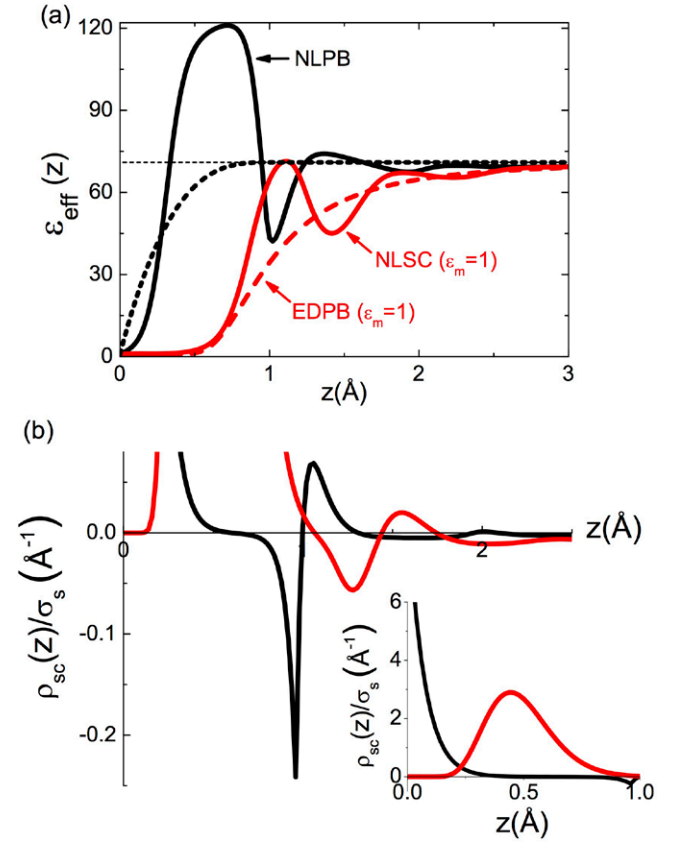 (a)
120
90
60
30
0
ε_eff (z)
NLPB
NLSC (ε_m=1)
EDPB (ε_m=1)
0 1 2 3
z(Å)
(b)
0.0
-0.1
-0.2
ρ_sc(z)/σ_s (Å⁻¹)
0 1 2
z(Å)
6
4
2
0
ρ_sc(z)/σ_s (Å⁻¹)
0.0 0.5 1.0
z(Å)